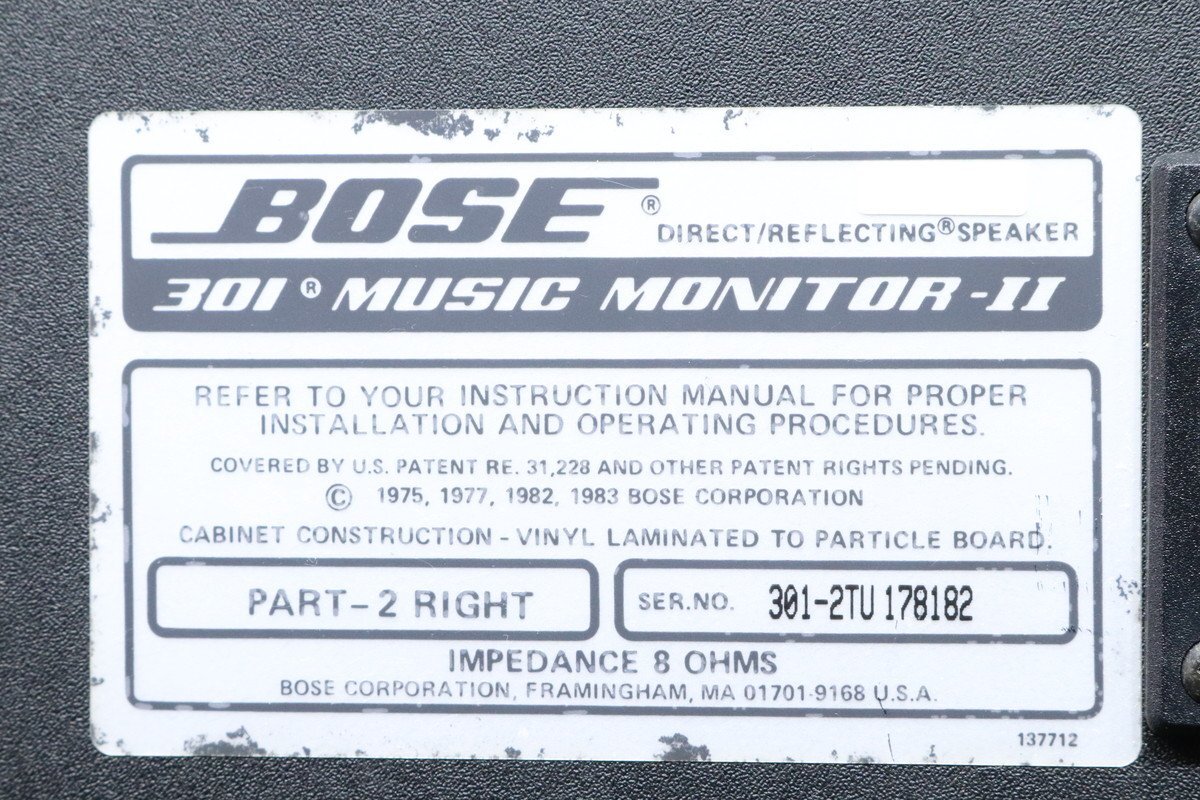 BOSE®
DIRECT/REFLECTING® SPEAKER
301® MUSIC MONITOR-II
REFER TO YOUR INSTRUCTION MANUAL FOR PROPER
INSTALLATION AND OPERATING PROCEDURES.
COVERED BY U.S. PATENT RE. 31,228 AND OTHER PATENT RIGHTS PENDING.
© 1975, 1977, 1982, 1983 BOSE CORPORATION
CABINET CONSTRUCTION - VINYL LAMINATED TO PARTICLE BOARD.
PART-2 RIGHT
SER.NO. 301-2TU 178182
IMPEDANCE 8 OHMS
BOSE CORPORATION, FRAMINGHAM, MA 01701-9168 U.S.A.
137712